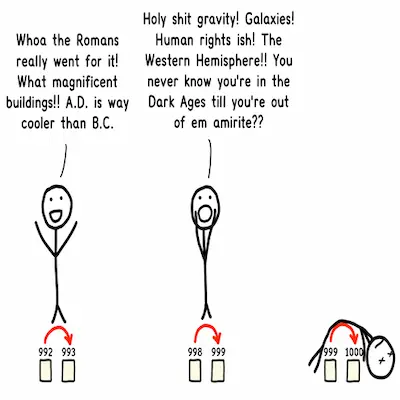 Whoa the Romans
really went for it!
What magnificent
buildings!! A.D. is way
cooler than B.C.
Holy shit gravity! Galaxies!
Human rights ish! The
Western Hemisphere!! You
never know you're in the
Dark Ages till you're out
of em amirite??
992 993
998 999
999 1000